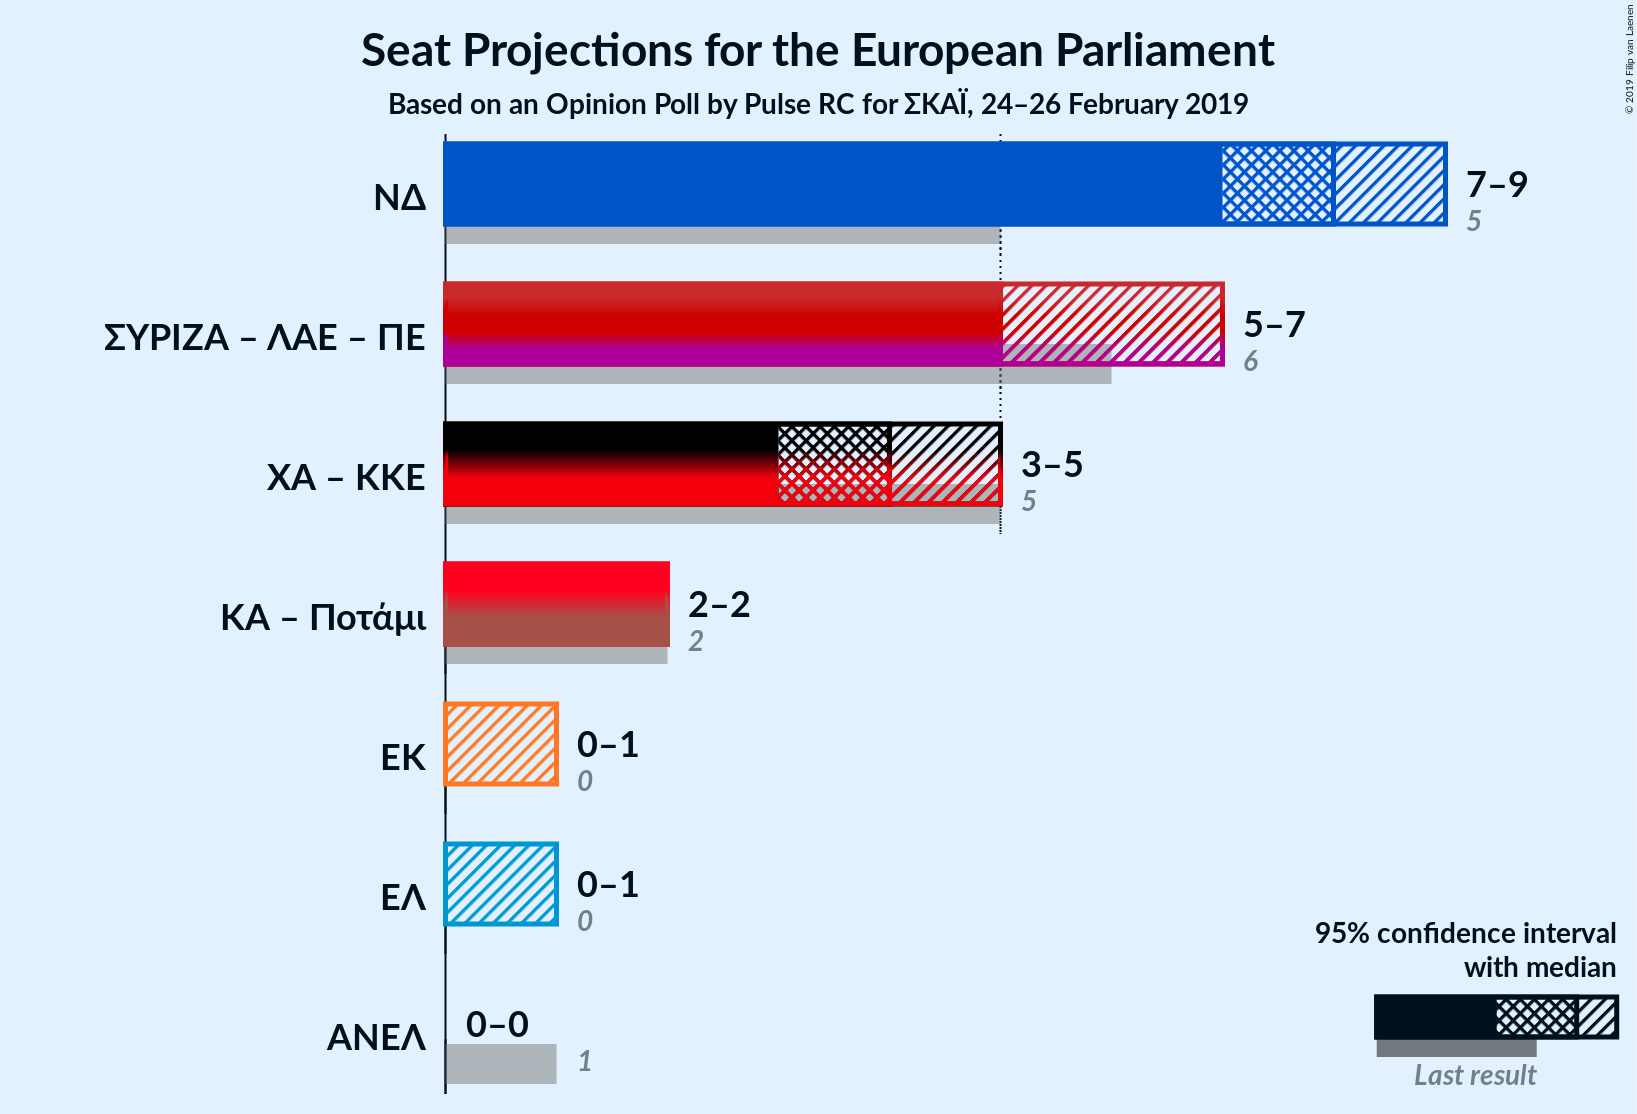 Seat Projections for the European Parliament
Based on an Opinion Poll by Pulse RC for ΣΚΑΪ, 24–26 February 2019
© 2019 Filip van Laenen
ΝΔ
7–9
5
ΣΥΡΙΖΑ – ΛΑΕ – ΠΕ
5–7
6
ΧΑ – ΚΚΕ
3–5
5
ΚΑ – Ποτάμι
2–2
2
ΕΚ
0–1
0
ΕΛ
0–1
0
ΑΝΕΛ
0–0
1
95% confidence interval
with median
Last result